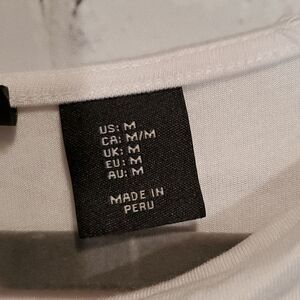 US: M
CA: M/M
UK: M
EU: M
AU: M
MADE IN
PERU